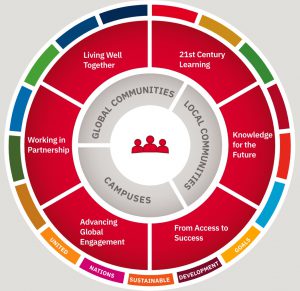 Living Well
Together
21st Century
Learning
Knowledge
for the
Future
From Access to
Success
Advancing
Global
Engagement
Working in
Partnership
GLOBAL COMMUNITIES
LOCAL COMMUNITIES
CAMPUSES
UNITED
NATIONS
SUSTAINABLE
DEVELOPMENT
GOALS